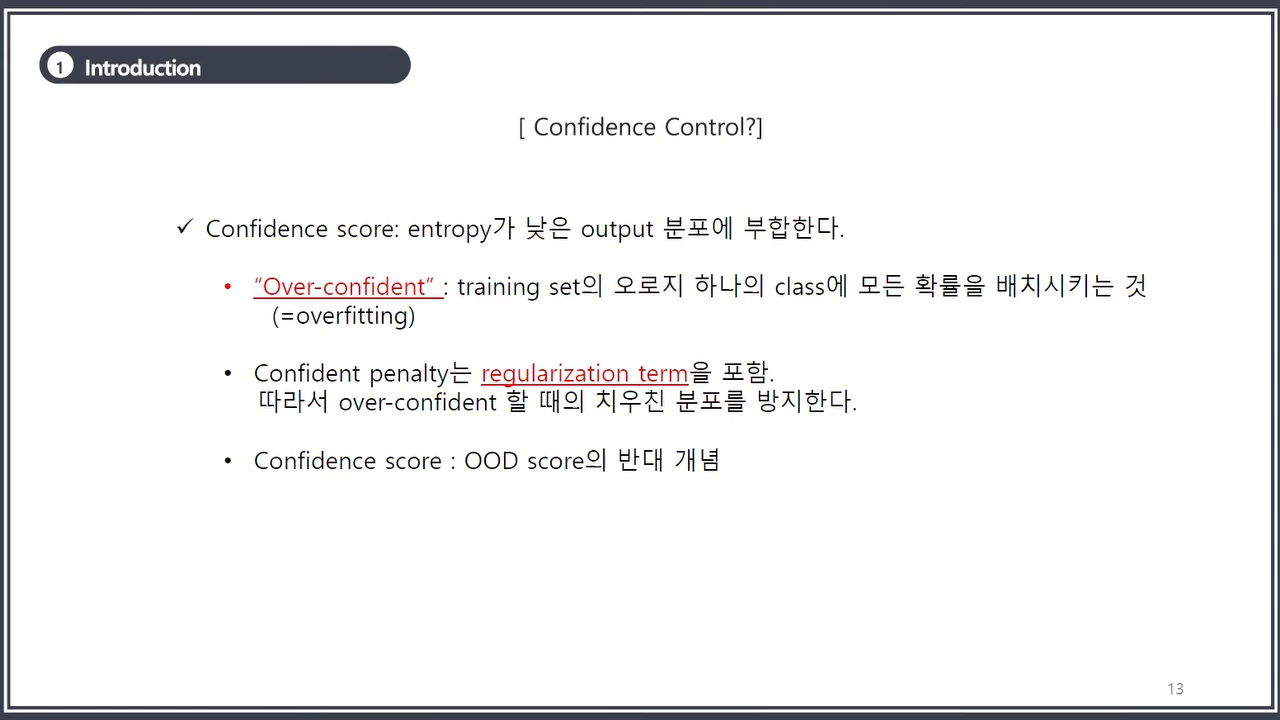 1 Introduction
[ Confidence Control?]
✓ Confidence score: entropy가 낮은 output 분포에 부합한다.
• “Over-confident” : training set의 오로지 하나의 class에 모든 확률을 배치시키는 것
(=overfitting)
• Confident penalty는 regularization term을 포함.
따라서 over-confident 할 때의 치우친 분포를 방지한다.
• Confidence score : OOD score의 반대 개념
13